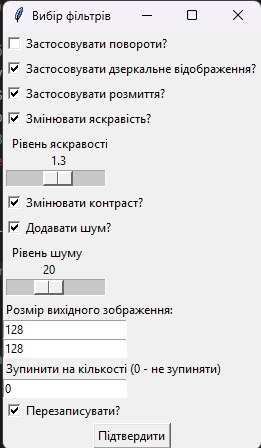 Вибір фільтрів
Застосовувати повороти?
Застосовувати дзеркальне відображення?
Застосовувати розмиття?
Змінювати яскравість?
Рівень яскравості
1.3
Змінювати контраст?
Додавати шум?
Рівень шуму
20
Розмір вихідного зображення:
128
128
Зупинити на кількості (0 - не зупиняти)
0
Перезаписувати?
Підтвердити